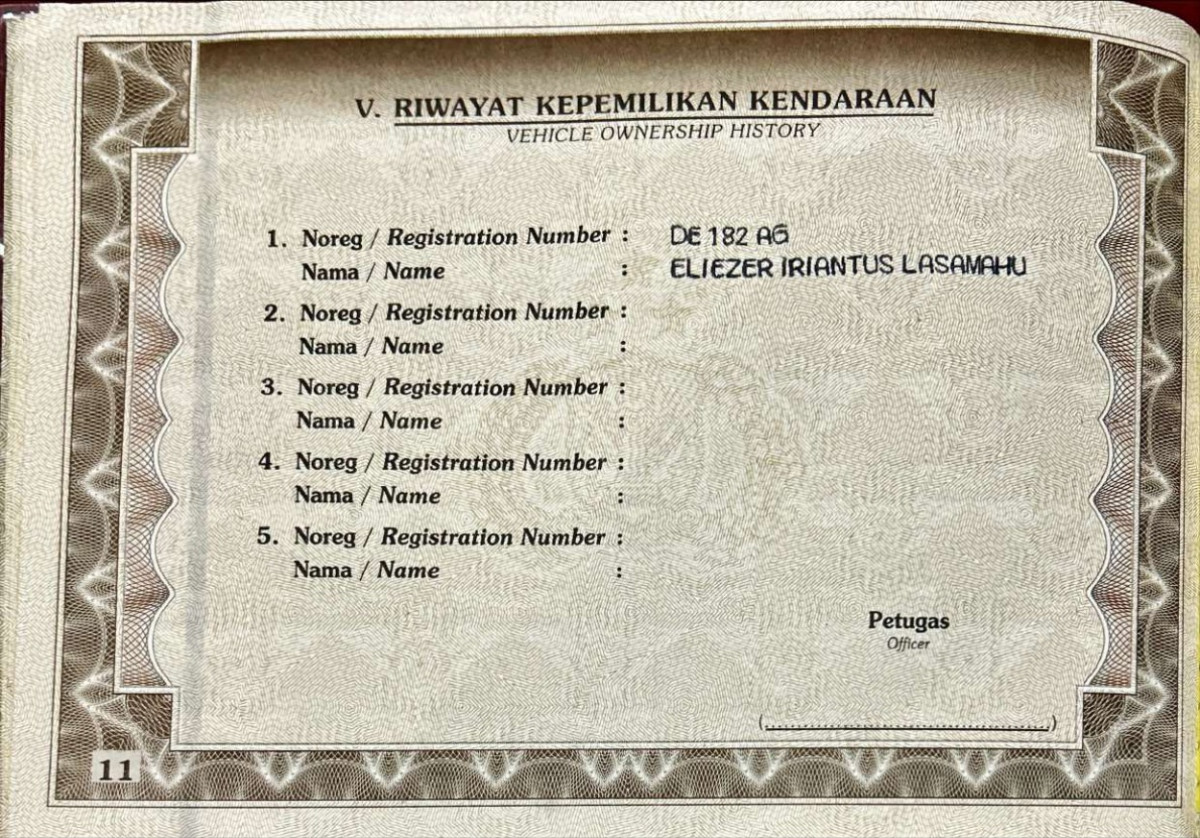 V. RIWAYAT KEPEMILIKAN KENDARAAN
VEHICLE OWNERSHIP HISTORY
1. Noreg / Registration Number : DE 182 AG
Nama / Name : ELIEZER IRIANTUS LASAMAHU
2. Noreg / Registration Number :
Nama / Name :
3. Noreg / Registration Number :
Nama / Name :
4. Noreg / Registration Number :
Nama / Name :
5. Noreg / Registration Number :
Nama / Name :
Petugas
Officer
(........................................)
11